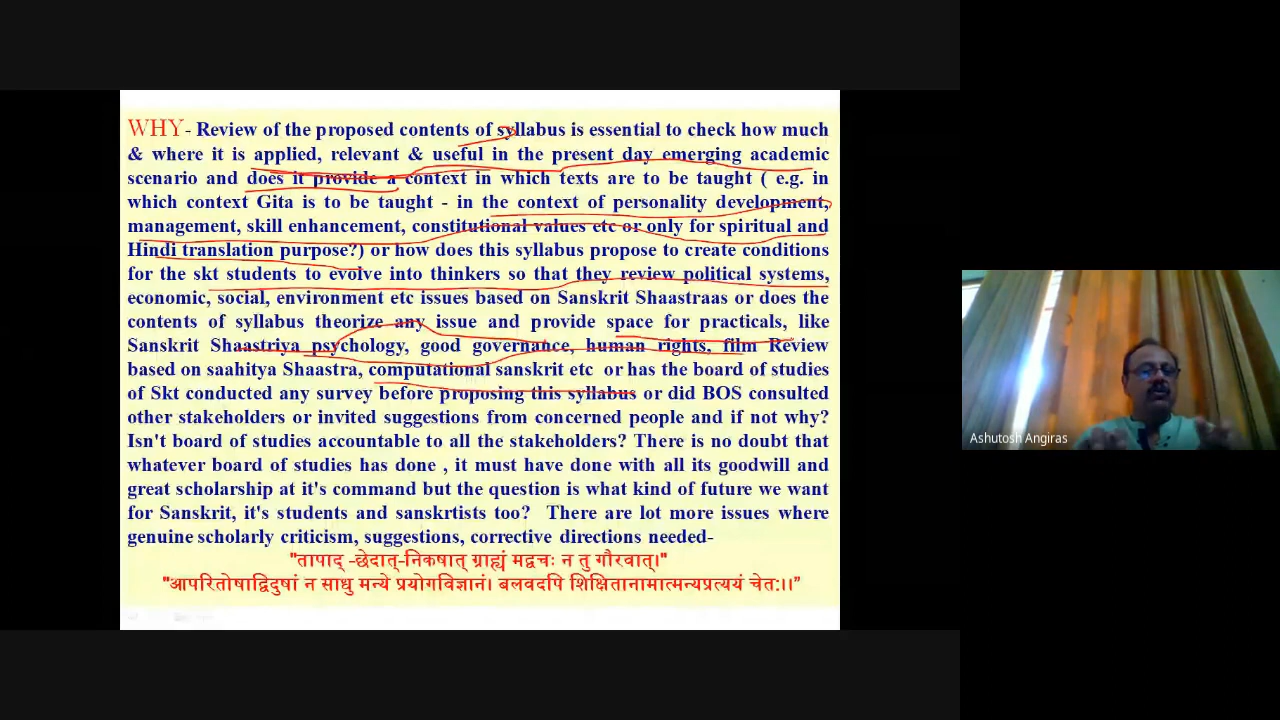 WHY- Review of the proposed contents of syllabus is essential to check how much
& where it is applied, relevant & useful in the present day emerging academic
scenario and does it provide a context in which texts are to be taught ( e.g. in
which context Gita is to be taught - in the context of personality development,
management, skill enhancement, constitutional values etc or only for spiritual and
Hindi translation purpose?) or how does this syllabus propose to create conditions
for the skt students to evolve into thinkers so that they review political systems,
economic, social, environment etc issues based on Sanskrit Shaastraas or does the
contents of syllabus theorize any issue and provide space for practicals, like
Sanskrit Shaastriya psychology, good governance, human rights, film Review
based on saahitya Shaastra, computational sanskrit etc or has the board of studies
of Skt conducted any survey before proposing this syllabus or did BOS consulted
other stakeholders or invited suggestions from concerned people and if not why?
Isn't board of studies accountable to all the stakeholders? There is no doubt that
whatever board of studies has done , it must have done with all its goodwill and
great scholarship at it's command but the question is what kind of future we want
for Sanskrit, it's students and sanskrtists too? There are lot more issues where
genuine scholarly criticism, suggestions, corrective directions needed-
"तापाद् -छेदात्-निकषात् ग्राह्यं मद्वचः न तु गौरवात्।"
"आपरितोषाद्विदुषां न साधु मन्ये प्रयोगविज्ञानं। बलवदपि शिक्षितानामात्मन्यप्रत्ययं चेत:।।”
Ashutosh Angiras